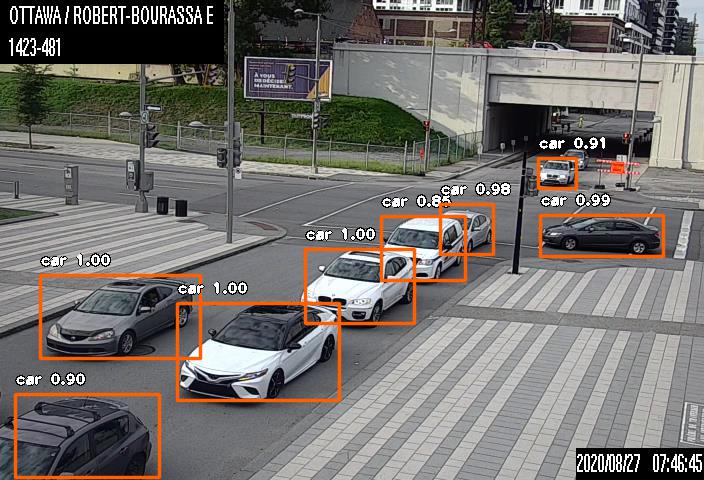 OTTAWA / ROBERT-BOURASSA E
1423-481
À VOUS
DE DÉCIDER
MAINTENANT.
car 0.91
car 0.98
car 0.85
car 0.99
car 1.00
car 1.00
car 1.00
car 0.90
2020/08/27 07:46:45